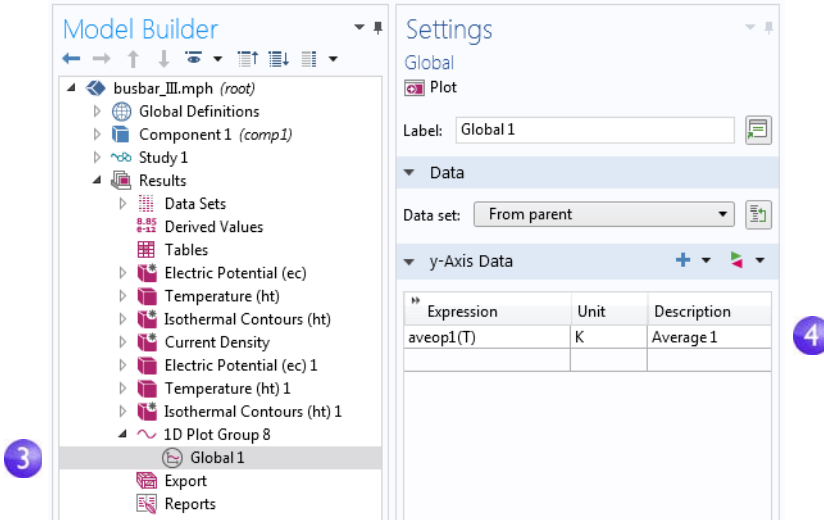 Model Builder
busbar_III.mph (root)
Global Definitions
Component 1 (comp1)
Study 1
Results
Data Sets
8.85
e-12 Derived Values
Tables
Electric Potential (ec)
Temperature (ht)
Isothermal Contours (ht)
Current Density
Electric Potential (ec) 1
Temperature (ht) 1
Isothermal Contours (ht) 1
1D Plot Group 8
3
Global 1
Export
Reports
Settings
Global
Plot
Label: Global 1
Data
Data set: From parent
y-Axis Data
Expression Unit Description
aveop1(T) K Average 1
4